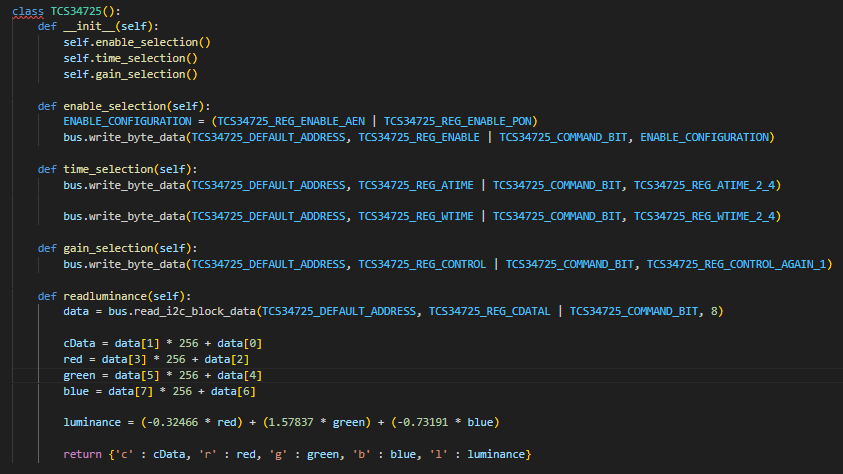 class TCS34725():
def __init__(self):
self.enable_selection()
self.time_selection()
self.gain_selection()
def enable_selection(self):
ENABLE_CONFIGURATION = (TCS34725_REG_ENABLE_AEN | TCS34725_REG_ENABLE_PON)
bus.write_byte_data(TCS34725_DEFAULT_ADDRESS, TCS34725_REG_ENABLE | TCS34725_COMMAND_BIT, ENABLE_CONFIGURATION)
def time_selection(self):
bus.write_byte_data(TCS34725_DEFAULT_ADDRESS, TCS34725_REG_ATIME | TCS34725_COMMAND_BIT, TCS34725_REG_ATIME_2_4)
bus.write_byte_data(TCS34725_DEFAULT_ADDRESS, TCS34725_REG_WTIME | TCS34725_COMMAND_BIT, TCS34725_REG_WTIME_2_4)
def gain_selection(self):
bus.write_byte_data(TCS34725_DEFAULT_ADDRESS, TCS34725_REG_CONTROL | TCS34725_COMMAND_BIT, TCS34725_REG_CONTROL_AGAIN_1)
def readluminance(self):
data = bus.read_i2c_block_data(TCS34725_DEFAULT_ADDRESS, TCS34725_REG_CDATAL | TCS34725_COMMAND_BIT, 8)
cData = data[1] * 256 + data[0]
red = data[3] * 256 + data[2]
green = data[5] * 256 + data[4]
blue = data[7] * 256 + data[6]
luminance = (-0.32466 * red) + (1.57837 * green) + (-0.73191 * blue)
return {'c' : cData, 'r' : red, 'g' : green, 'b' : blue, 'l' : luminance}